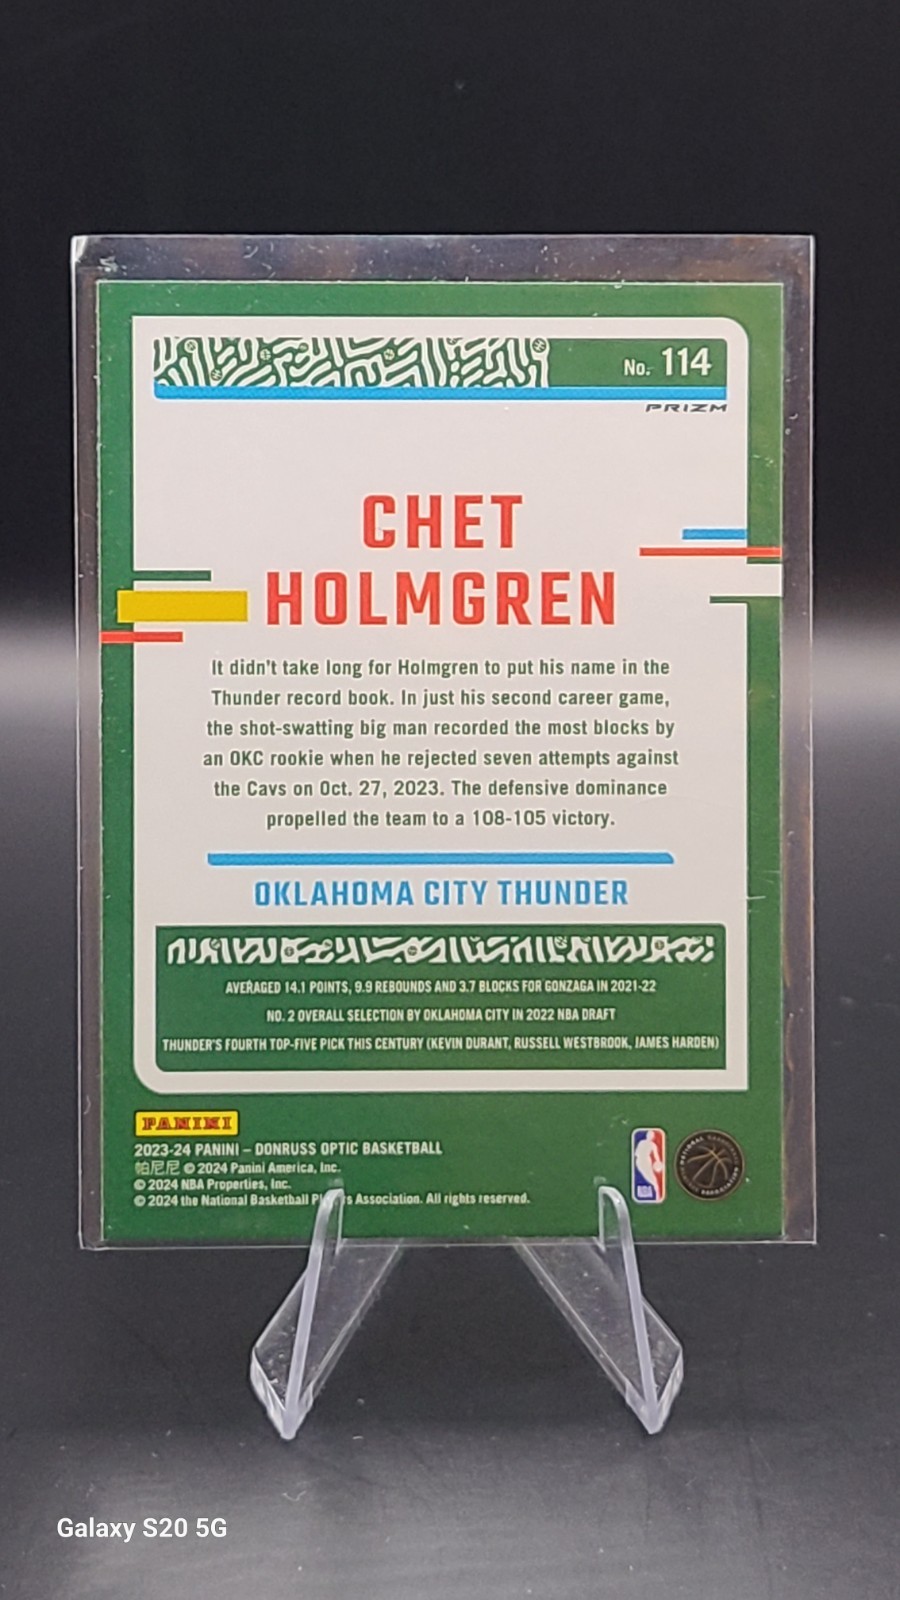 No. 114
PRIZM
CHET
HOLMGREN
It didn't take long for Holmgren to put his name in the
Thunder record book. In just his second career game,
the shot-swatting big man recorded the most blocks by
an OKC rookie when he rejected seven attempts against
the Cavs on Oct. 27, 2023. The defensive dominance
propelled the team to a 108-105 victory.
OKLAHOMA CITY THUNDER
AVERAGED 14.1 POINTS, 9.9 REBOUNDS AND 3.7 BLOCKS FOR GONZAGA IN 2021-22
NO. 2 OVERALL SELECTION BY OKLAHOMA CITY IN 2022 NBA DRAFT
THUNDER'S FOURTH TOP-FIVE PICK THIS CENTURY (KEVIN DURANT, RUSSELL WESTBROOK, JAMES HARDEN)
PANINI
2023-24 PANINI – DONRUSS OPTIC BASKETBALL
帕尼尼 © 2024 Panini America, Inc.
© 2024 NBA Properties, Inc.
© 2024 the National Basketball Players Association. All rights reserved.
NBA
NATIONAL BASKETBALL
PLAYERS ASSOCIATION
Galaxy S20 5G